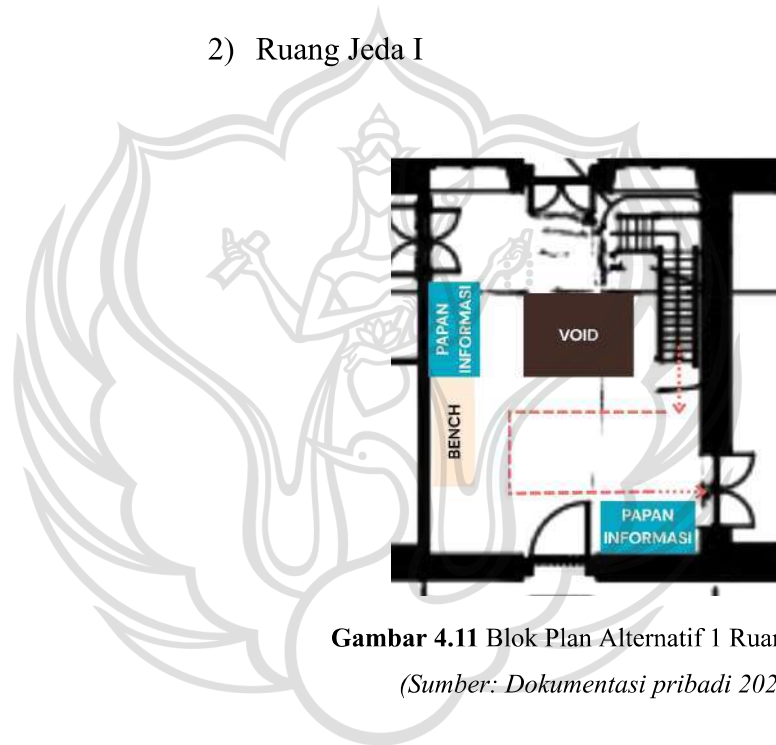 2) Ruang Jeda I
PAPAN
INFORMASI
VOID
BENCH
PAPAN
INFORMASI
Gambar 4.11 Blok Plan Alternatif 1 Ruan
(Sumber: Dokumentasi pribadi 202